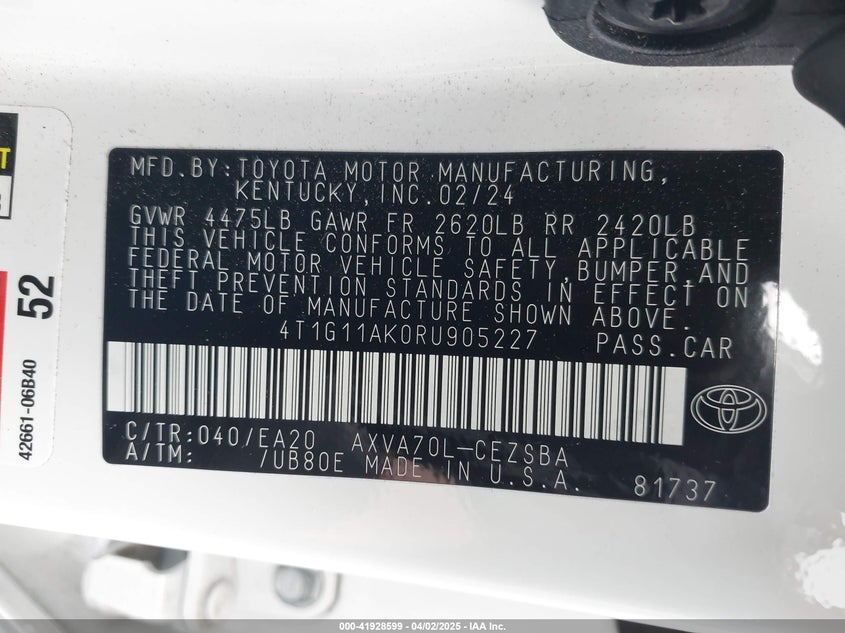 MFD.BY:TOYOTA MOTOR MANUFACTURING,
KENTUCKY,INC.02/24
GVWR 4475LB GAWR FR 2620LB RR 2420LB
THIS VEHICLE CONFORMS TO ALL APPLICABLE
FEDERAL MOTOR VEHICLE SAFETY,BUMPER,AND
THEFT PREVENTION STANDARDS IN EFFECT ON
THE DATE OF MANUFACTURE SHOWN ABOVE.
4T1G11AK0RU905227 PASS.CAR
C/TR:040/EA20 AXVA70L-CEZSBA
A/TM: /UB80E MADE IN U.S.A. 81737
52
42661-06B40
000-41928599 | 04/02/2025 - IAA Inc.